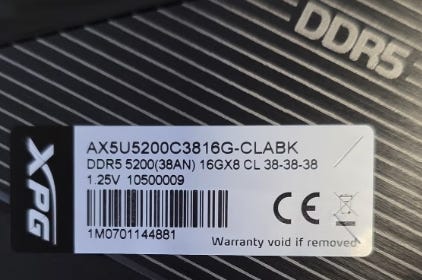 DDR5
XPG
AX5U5200C3816G-CLABK
DDR5 5200(38AN) 16GX8 CL 38-38-38
1.25V 10500009
CE
1M0701144881
Warranty void if removed